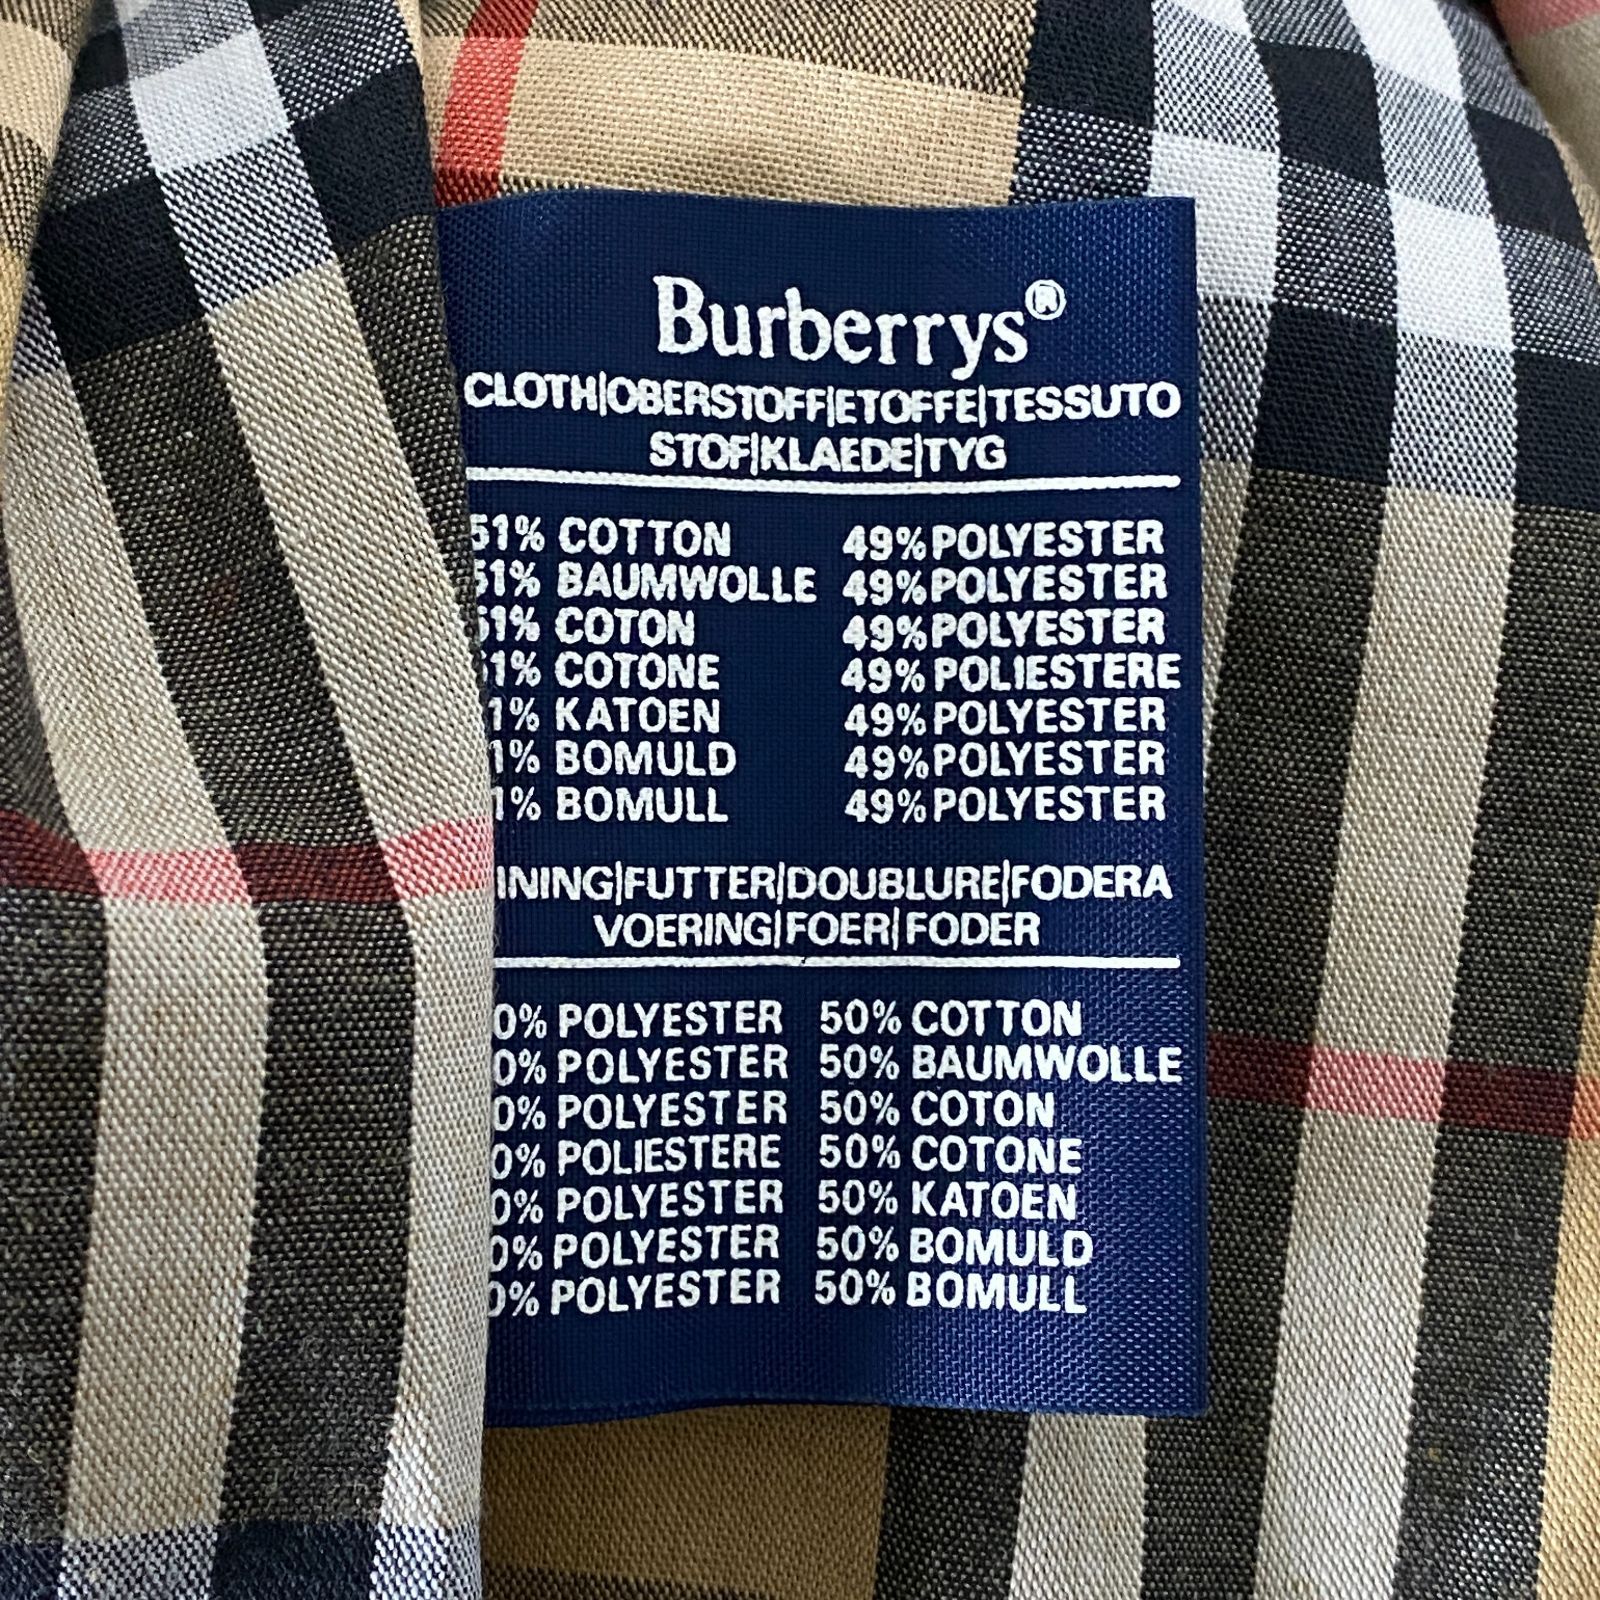 Burberrys®
CLOTH|OBERSTOFF|ETOFFE|TESSUTO
STOF|KLAEDE|TYG
51% COTTON 49% POLYESTER
51% BAUMWOLLE 49% POLYESTER
51% COTON 49% POLYESTER
51% COTONE 49% POLIESTERE
1% KATOEN 49% POLYESTER
1% BOMULD 49% POLYESTER
1% BOMULL 49% POLYESTER
INING|FUTTER|DOUBLURE|FODERA
VOERING|FOER|FODER
0% POLYESTER 50% COTTON
0% POLYESTER 50% BAUMWOLLE
0% POLYESTER 50% COTON
0% POLIESTERE 50% COTONE
0% POLYESTER 50% KATOEN
0% POLYESTER 50% BOMULD
0% POLYESTER 50% BOMULL